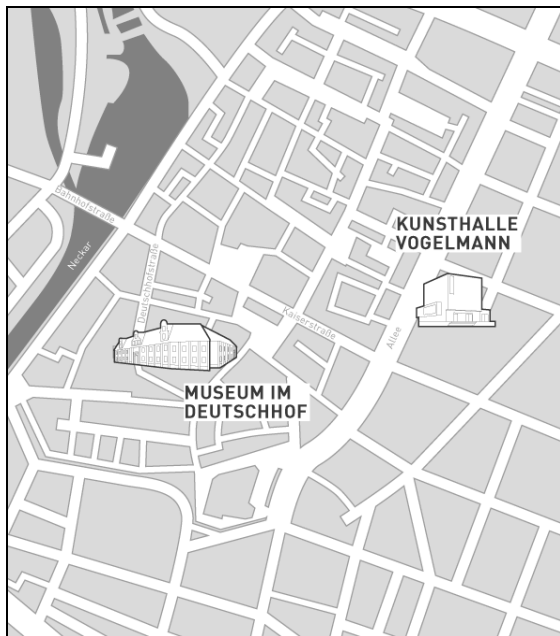 Bahnhofstraße
Neckar
Deutschhofstraße
KUNSTHALLE
VOGELMANN
Kaiserstraße
Allee
MUSEUM IM
DEUTSCHHOF